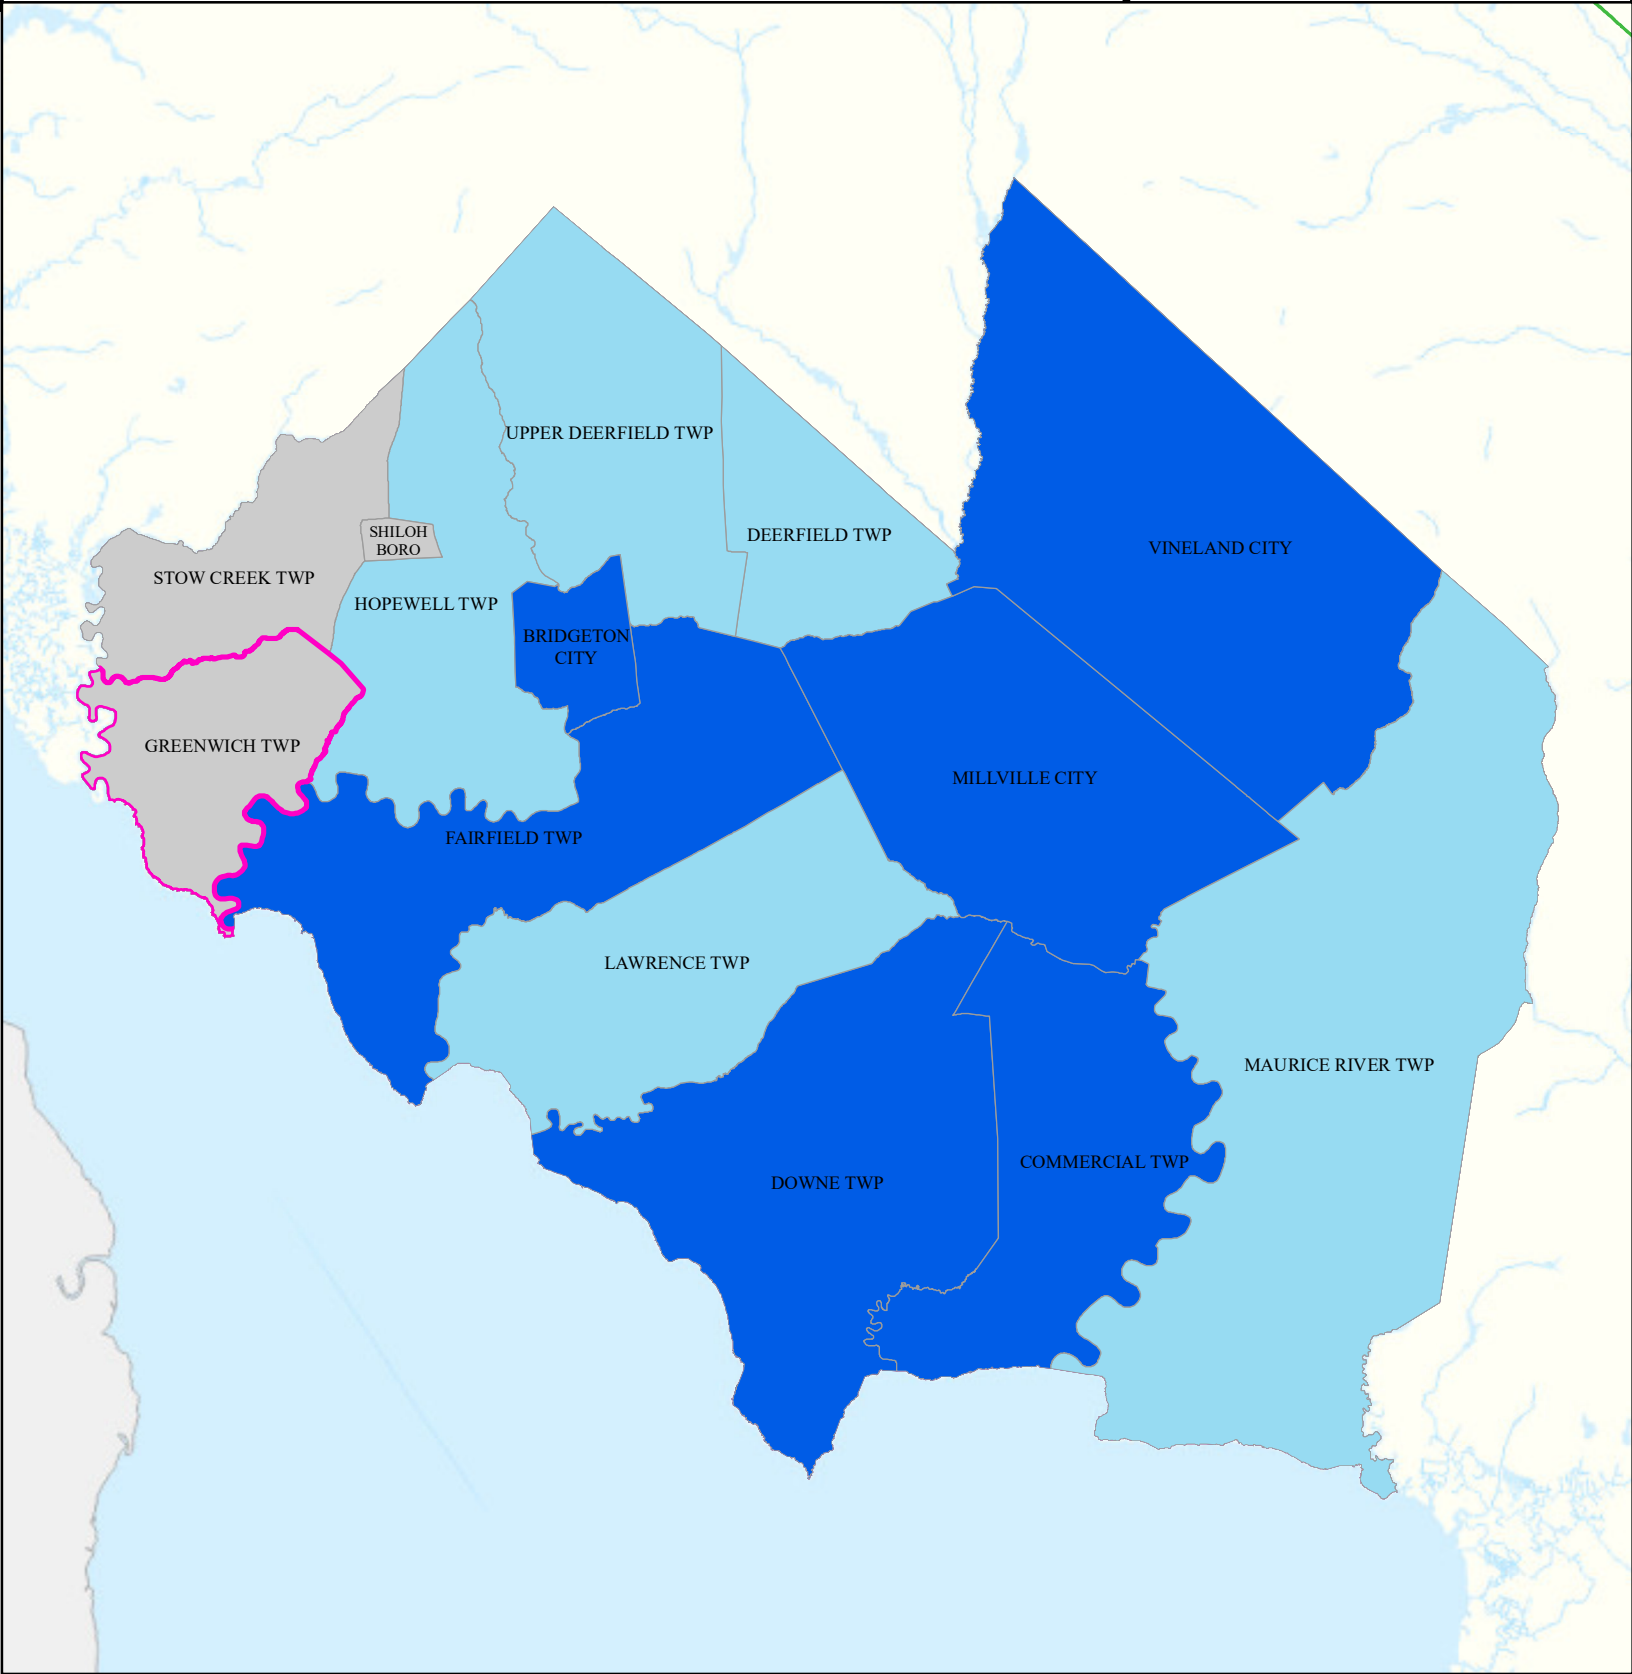 UPPER DEERFIELD TWP
SHILOH
BORO
DEERFIELD TWP
VINELAND CITY
STOW CREEK TWP
HOPEWELL TWP
BRIDGETON
CITY
GREENWICH TWP
MILLVILLE CITY
FAIRFIELD TWP
LAWRENCE TWP
MAURICE RIVER TWP
COMMERCIAL TWP
DOWNE TWP